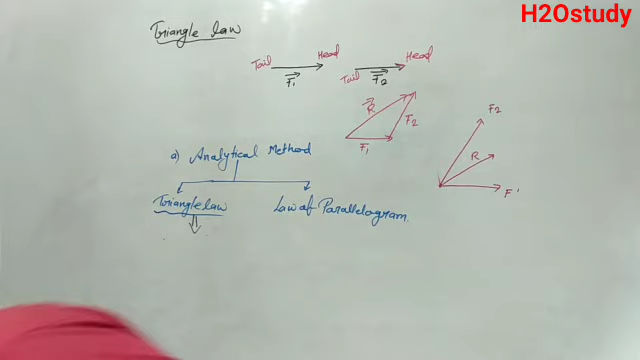 H2Ostudy
Triangle law
Tail Head Tail Head
F₁ F₂
R F₂ F₁
F₂ R F'
a) Analytical Method
Triangle law Law of Parallelogram.